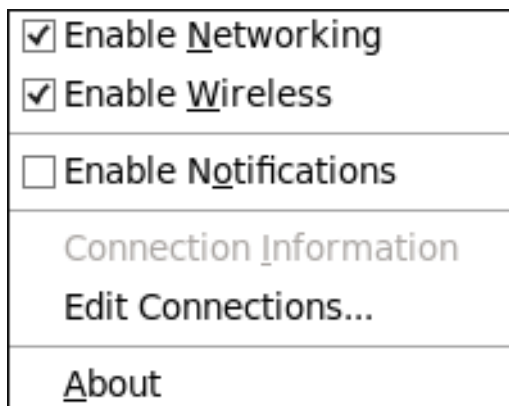 Enable Networking
Enable Wireless
Enable Notifications
Connection Information
Edit Connections...
About